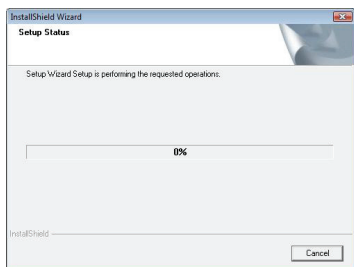 InstallShield Wizard
Setup Status
Setup Wizard Setup is performing the requested operations.
0%
InstallShield
Cancel